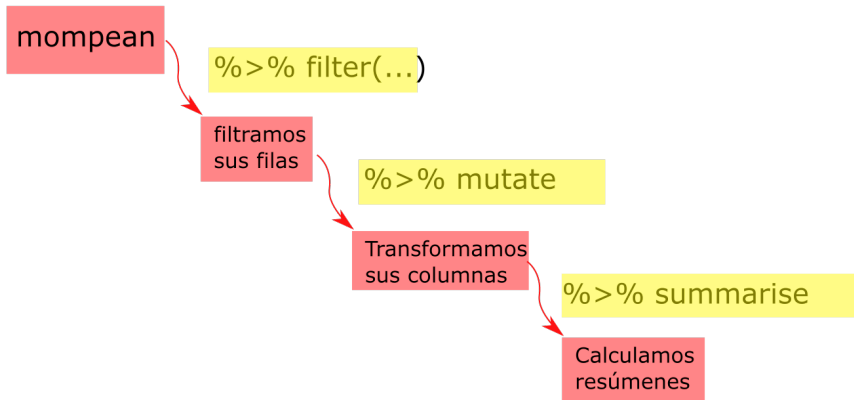 mompean
%>% filter(...)
filtramos
sus filas
%>% mutate
Transformamos
sus columnas
%>% summarise
Calculamos
resúmenes